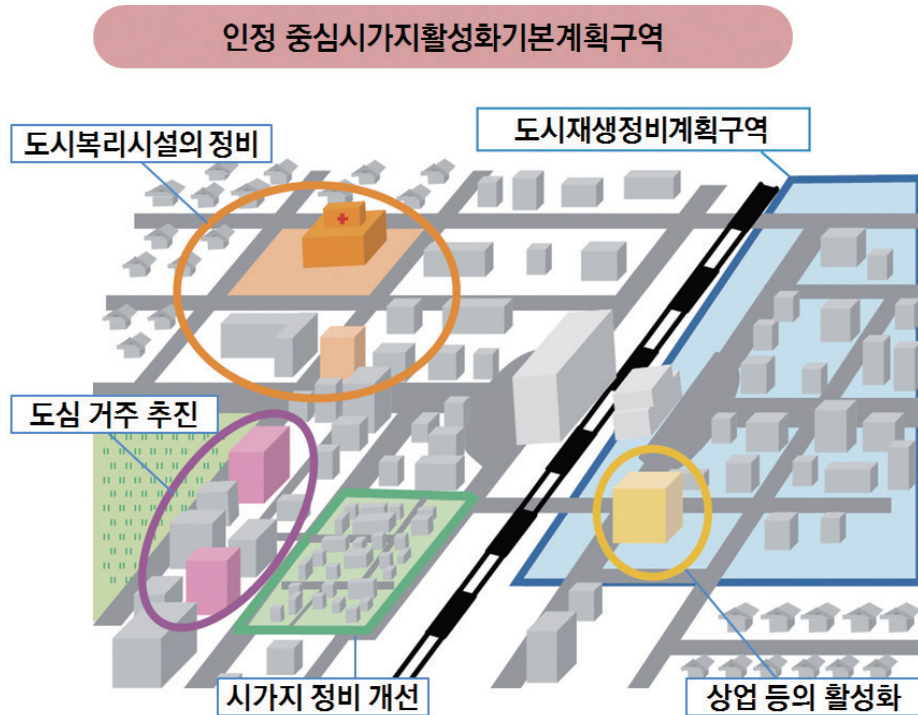 인정 중심시가지활성화기본계획구역
도시복리시설의 정비
도시재생정비계획구역
도심 거주 추진
시가지 정비 개선
상업 등의 활성화